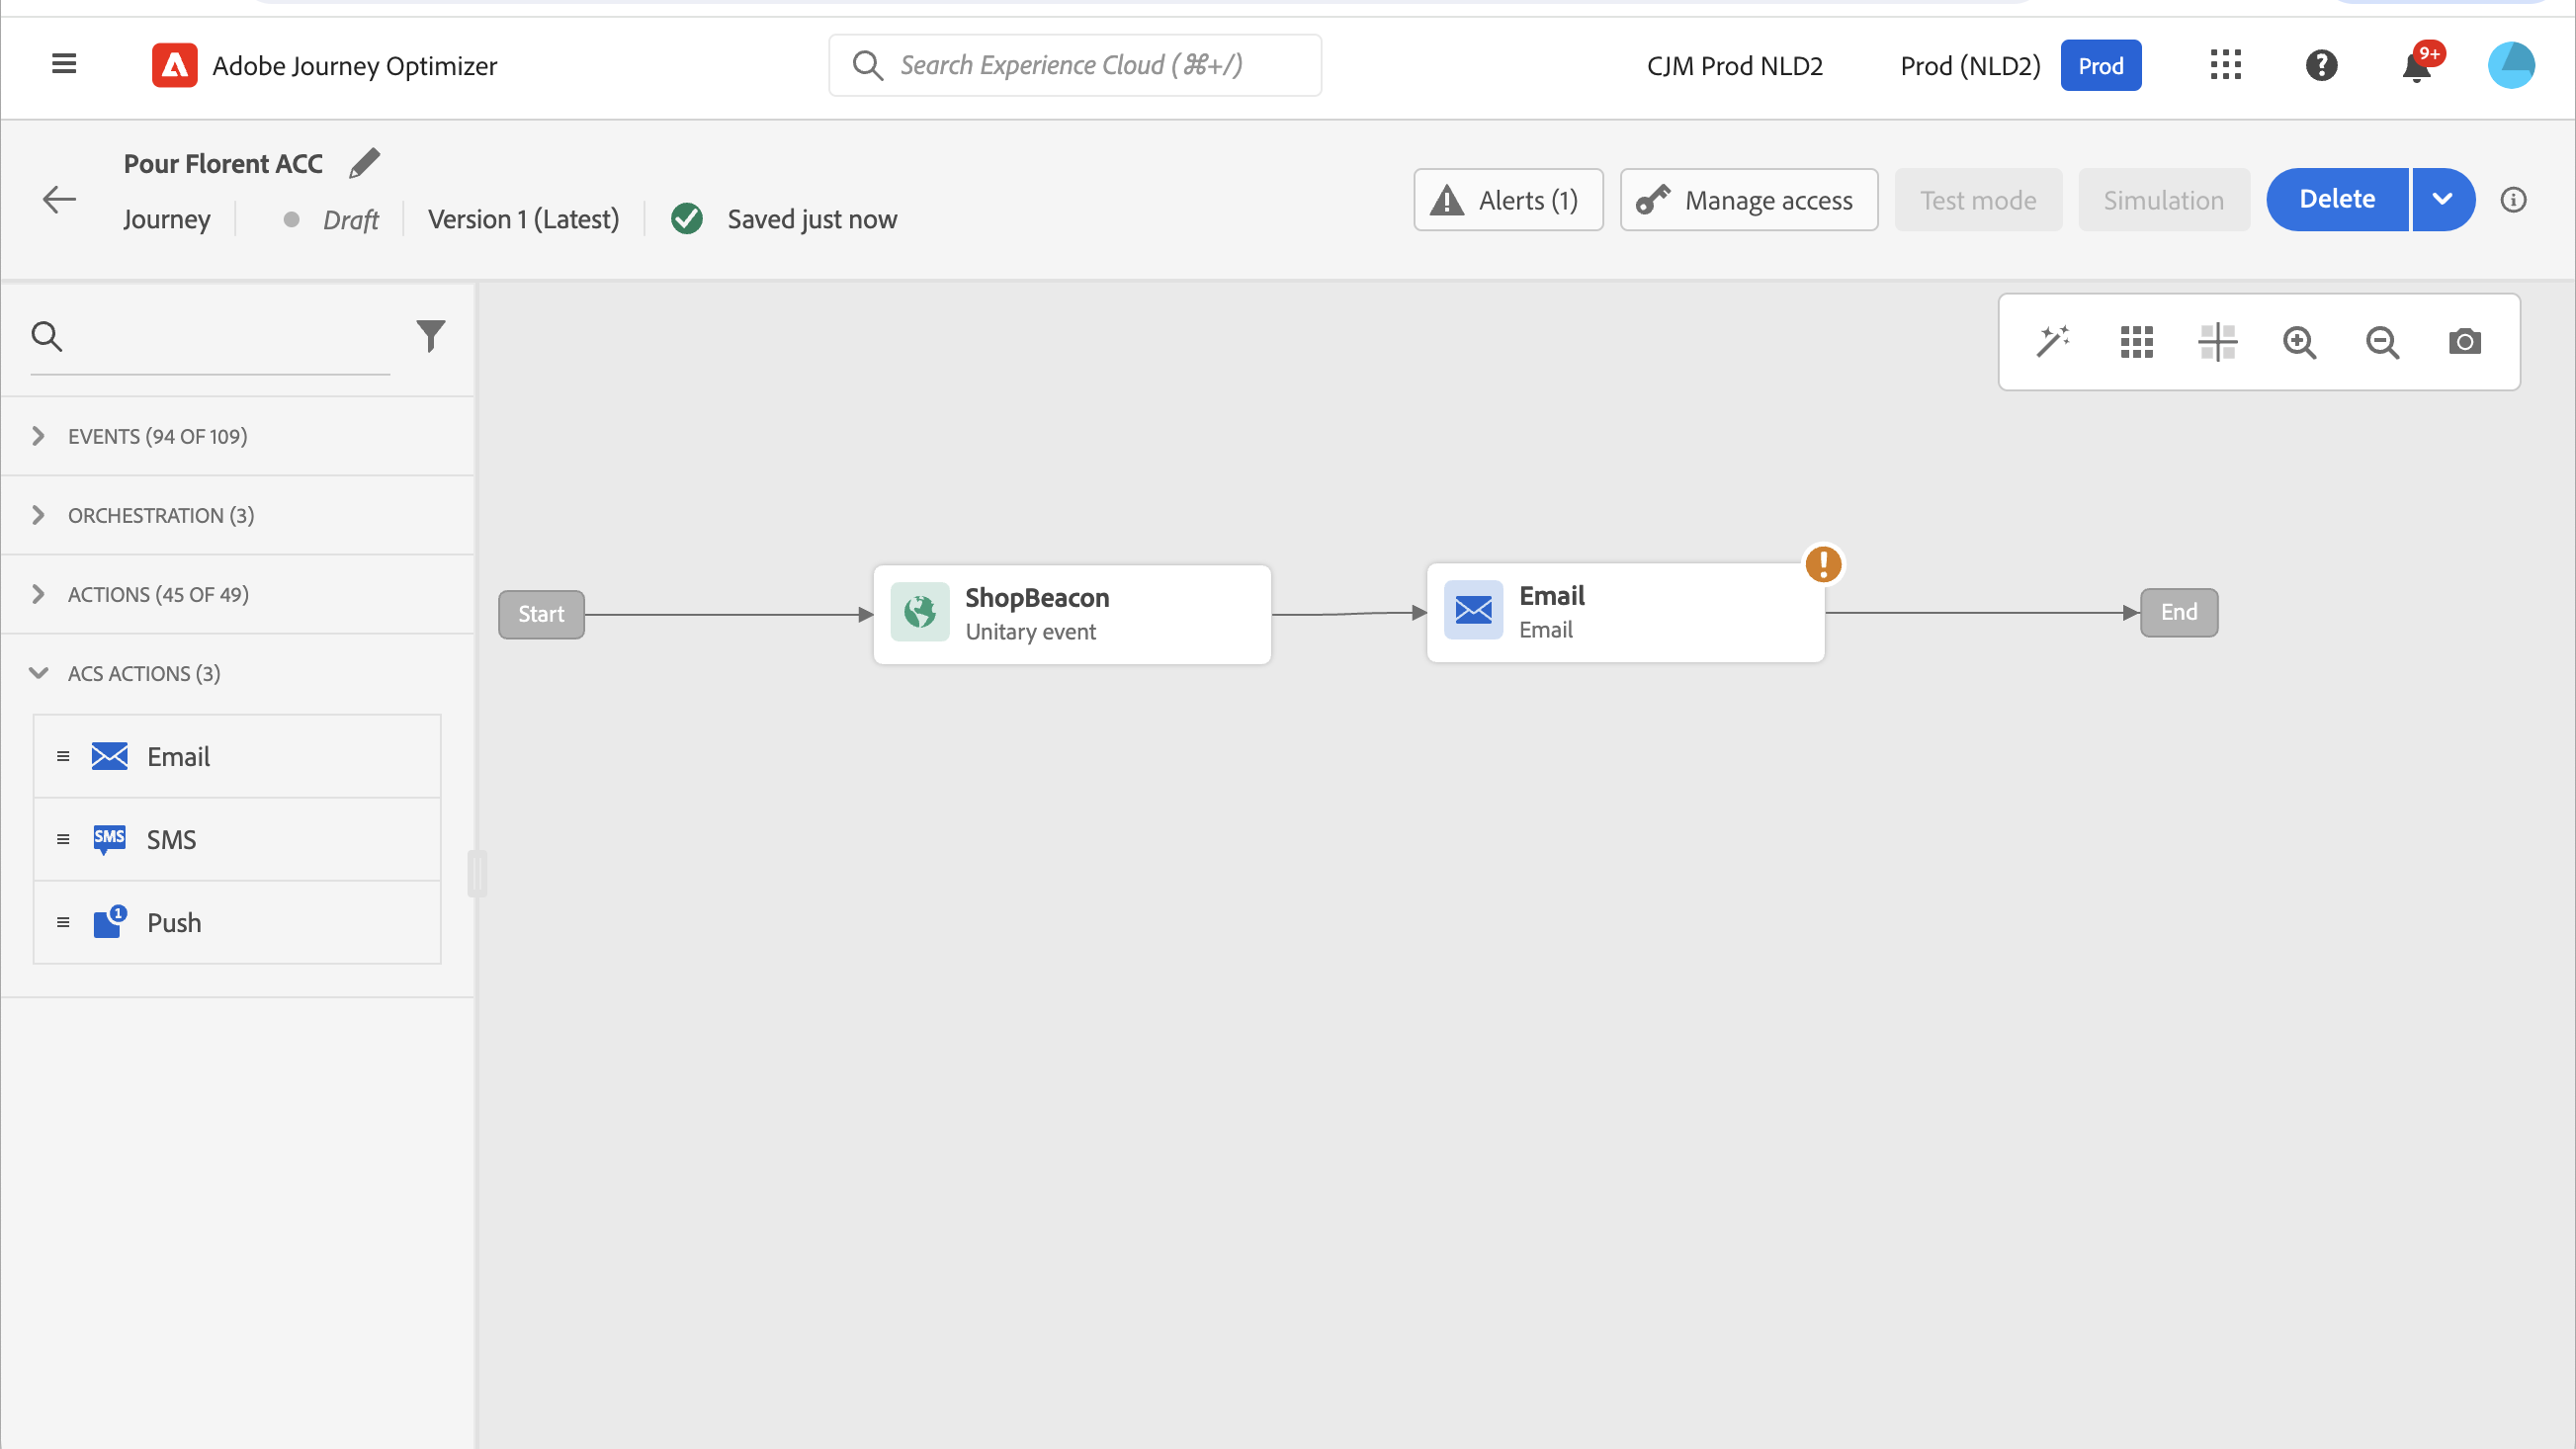 Adobe Journey Optimizer
Search Experience Cloud (⌘+/)
CJM Prod NLD2
Prod (NLD2)
Prod
9+
Pour Florent ACC
Journey
Draft
Version 1 (Latest)
Saved just now
Alerts (1)
Manage access
Test mode
Simulation
Delete
EVENTS (94 OF 109)
ORCHESTRATION (3)
ACTIONS (45 OF 49)
ACS ACTIONS (3)
Email
SMS
SMS
1
Push
Start
ShopBeacon
Unitary event
Email
Email
End